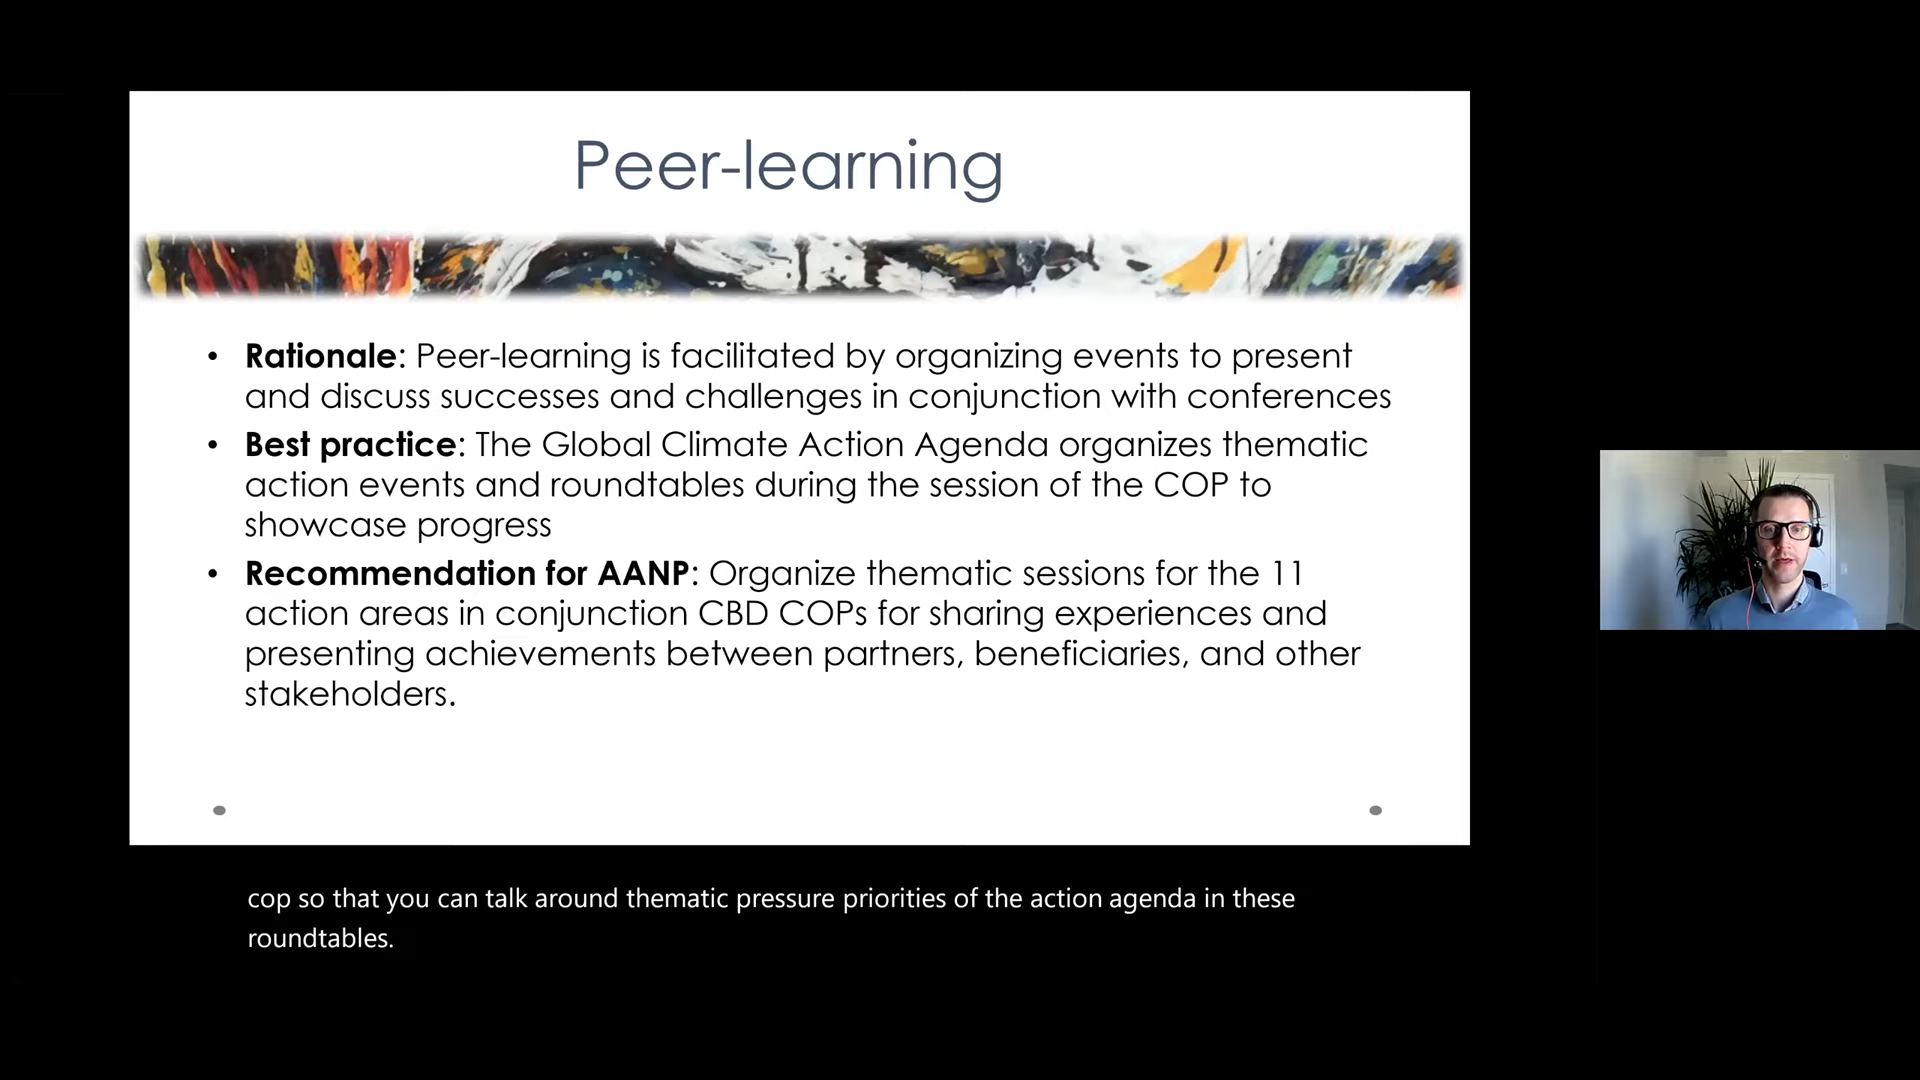 Peer-learning
• Rationale: Peer-learning is facilitated by organizing events to present
and discuss successes and challenges in conjunction with conferences
• Best practice: The Global Climate Action Agenda organizes thematic
action events and roundtables during the session of the COP to
showcase progress
• Recommendation for AANP: Organize thematic sessions for the 11
action areas in conjunction CBD COPs for sharing experiences and
presenting achievements between partners, beneficiaries, and other
stakeholders.
cop so that you can talk around thematic pressure priorities of the action agenda in these
roundtables.